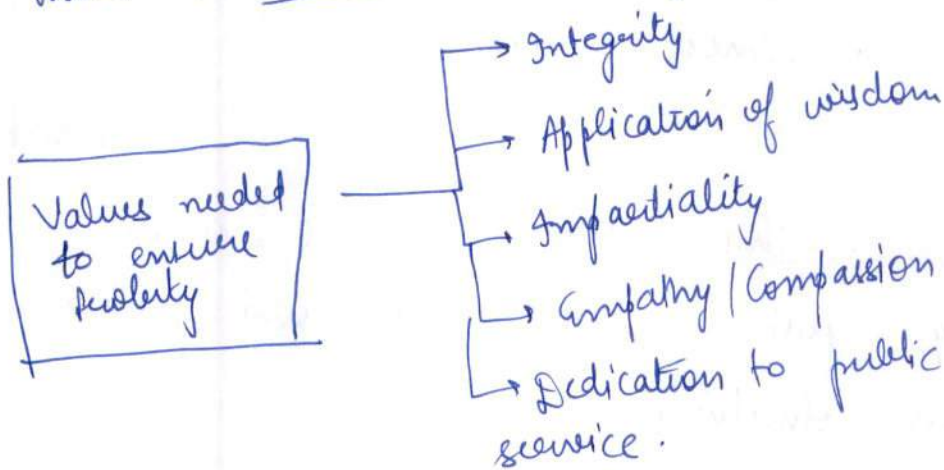 Values needed
to ensure
probity
Integrity
Application of wisdom
Impartiality
Empathy / Compassion
Dedication to public
service.